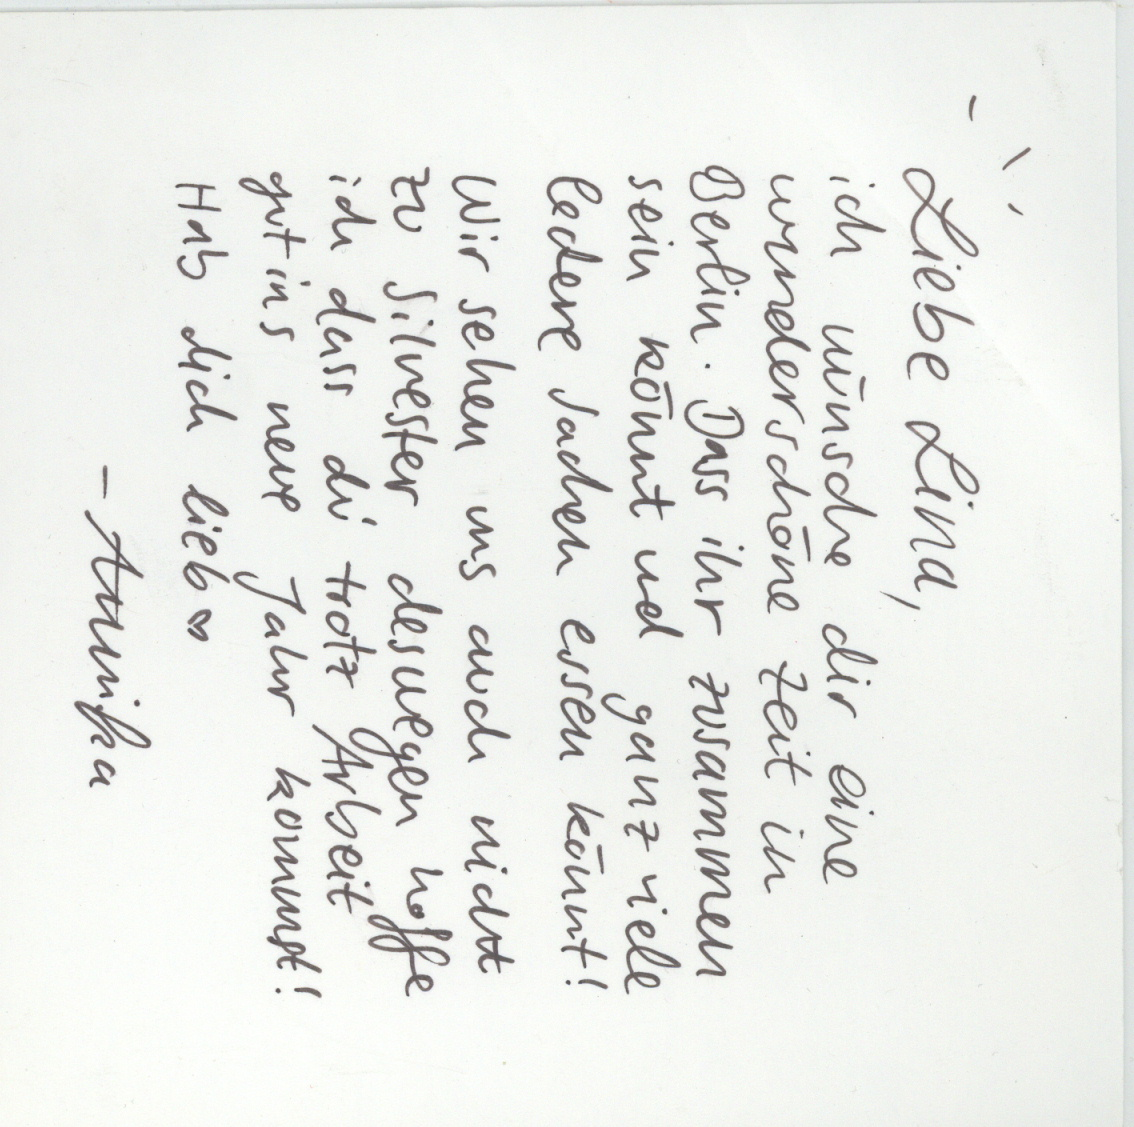 Liebe Lina,
ich wünsche dir eine
wunderschöne Zeit in
Berlin. Dass ihr zusammen
sein könnt und ganz viele
leckere Sachen essen könnt!
Wir sehen uns auch nicht
zu Silvester deswegen hoffe
ich dass du trotz Arbeit
gut ins neue Jahr kommst!
Hab dich lieb ♡
- Annika